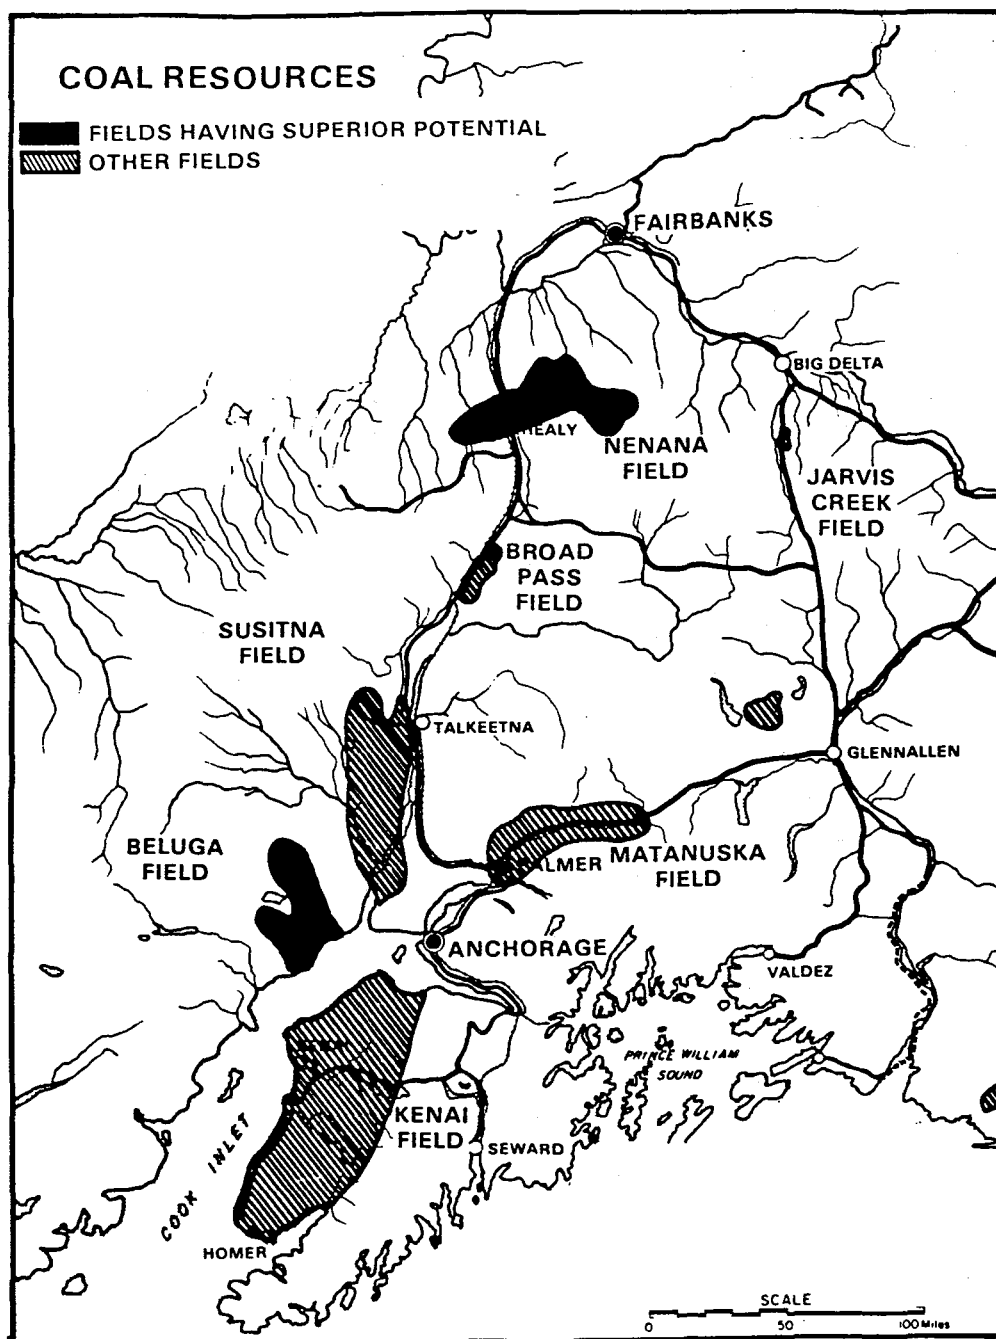 COAL RESOURCES
FIELDS HAVING SUPERIOR POTENTIAL
OTHER FIELDS
FAIRBANKS
BIG DELTA
HEALY
NENANA
FIELD
JARVIS
CREEK
FIELD
BROAD
PASS
FIELD
SUSITNA
FIELD
TALKEETNA
GLENNALLEN
BELUGA
FIELD
PALMER
MATANUSKA
FIELD
ANCHORAGE
VALDEZ
PRINCE WILLIAM
SOUND
KENAI
FIELD
SEWARD
COOK INLET
HOMER
SCALE
0 50 100 Miles